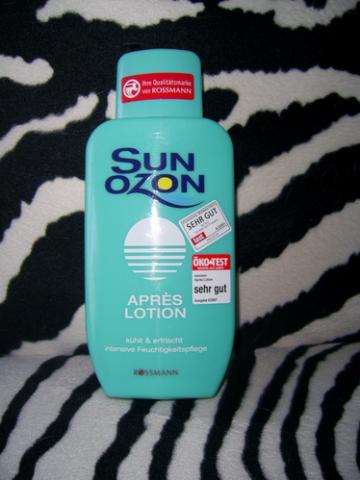 Ihre Qualitätsmarke
von ROSSMANN
SUN
OZON
SEHR GUT
ÖKO-TEST
sehr gut
APRÈS
LOTION
kühlt & erfrischt
intensive Feuchtigkeitspflege
ROSSMANN